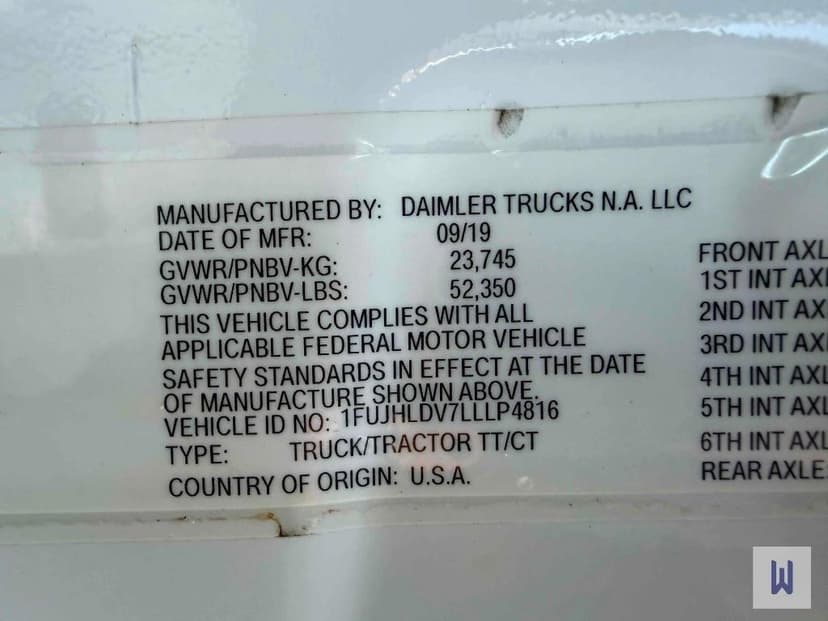 MANUFACTURED BY: DAIMLER TRUCKS N.A. LLC
DATE OF MFR: 09/19
GVWR/PNBV-KG: 23,745
GVWR/PNBV-LBS: 52,350
THIS VEHICLE COMPLIES WITH ALL
APPLICABLE FEDERAL MOTOR VEHICLE
SAFETY STANDARDS IN EFFECT AT THE DATE
OF MANUFACTURE SHOWN ABOVE.
VEHICLE ID NO: 1FUJHLDV7LLLP4816
TYPE: TRUCK/TRACTOR TT/CT
COUNTRY OF ORIGIN: U.S.A.
FRONT AXL
1ST INT AXL
2ND INT AX
3RD INT AXL
4TH INT AXL
5TH INT AXL
6TH INT AXL
REAR AXLE
W